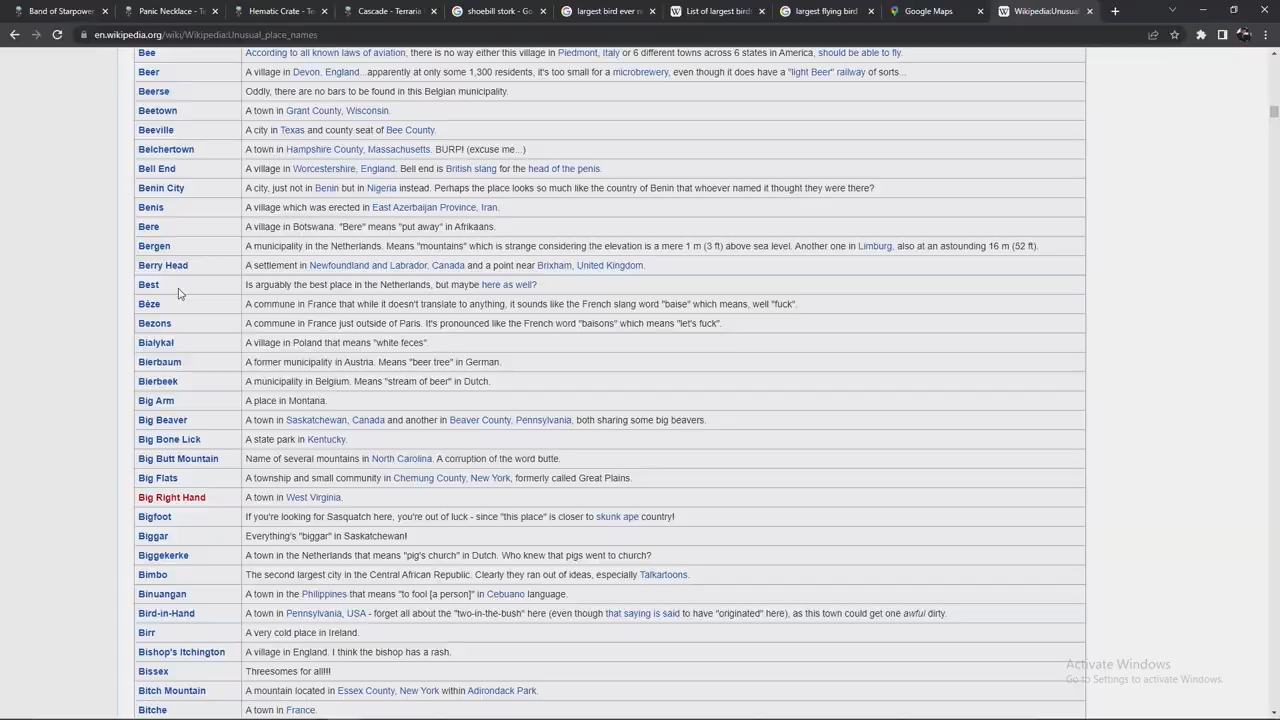 Band of Starpower
Panic Necklace - T
Hematic Crate - Te
Cascade - Terraria
shoebill stork - Go
largest bird ever r
List of largest birds
largest flying bird
Google Maps
Wikipedia:Unusual
en.wikipedia.org/wiki/Wikipedia:Unusual_place_names
Bee According to all known laws of aviation, there is no way either this village in Piedmont, Italy or 6 different towns across 6 states in America, should be able to fly.
Beer A village in Devon, England...apparently at only some 1,300 residents, it's too small for a microbrewery, even though it does have a "light Beer" railway of sorts...
Beerse Oddly, there are no bars to be found in this Belgian municipality.
Beetown A town in Grant County, Wisconsin.
Beeville A city in Texas and county seat of Bee County.
Belchertown A town in Hampshire County, Massachusetts. BURP! (excuse me...)
Bell End A village in Worcestershire, England. Bell end is British slang for the head of the penis.
Benin City A city, just not in Benin but in Nigeria instead. Perhaps the place looks so much like the country of Benin that whoever named it thought they were there?
Benis A village which was erected in East Azerbaijan Province, Iran.
Bere A village in Botswana. "Bere" means "put away" in Afrikaans.
Bergen A municipality in the Netherlands. Means "mountains" which is strange considering the elevation is a mere 1 m (3 ft) above sea level. Another one in Limburg, also at an astounding 16 m (52 ft).
Berry Head A settlement in Newfoundland and Labrador, Canada and a point near Brixham, United Kingdom.
Best Is arguably the best place in the Netherlands, but maybe here as well?
Bèze A commune in France that while it doesn't translate to anything, it sounds like the French slang word "baise" which means, well "fuck".
Bezons A commune in France just outside of Paris. It's pronounced like the French word "baisons" which means "let's fuck".
Białykał A village in Poland that means "white feces".
Bierbaum A former municipality in Austria. Means "beer tree" in German.
Bierbeek A municipality in Belgium. Means "stream of beer" in Dutch.
Big Arm A place in Montana.
Big Beaver A town in Saskatchewan, Canada and another in Beaver County, Pennsylvania, both sharing some big beavers.
Big Bone Lick A state park in Kentucky.
Big Butt Mountain Name of several mountains in North Carolina. A corruption of the word butte.
Big Flats A township and small community in Chemung County, New York, formerly called Great Plains.
Big Right Hand A town in West Virginia.
Bigfoot If you're looking for Sasquatch here, you're out of luck - since "this place" is closer to skunk ape country!
Biggar Everything's "biggar" in Saskatchewan!
Biggekerke A town in the Netherlands that means "pig's church" in Dutch. Who knew that pigs went to church?
Bimbo The second largest city in the Central African Republic. Clearly they ran out of ideas, especially Talkartoons.
Binuangan A town in the Philippines that means "to fool [a person]" in Cebuano language.
Bird-in-Hand A town in Pennsylvania, USA - forget all about the "two-in-the-bush" here (even though that saying is said to have "originated" here), as this town could get one awful dirty.
Birr A very cold place in Ireland.
Bishop's Itchington A village in England. I think the bishop has a rash.
Bissex Threesomes for all!!!
Bitch Mountain A mountain located in Essex County, New York within Adirondack Park.
Bitche A town in France.
Activate Windows
Go to Settings to activate Windows.